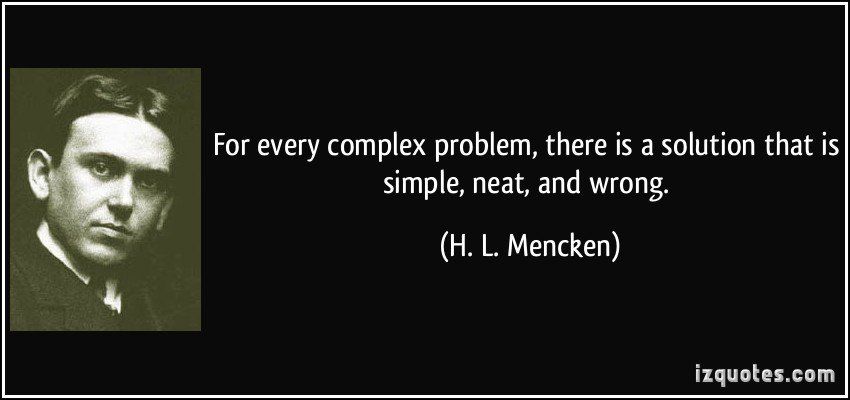 For every complex problem, there is a solution that is
simple, neat, and wrong.
(H. L. Mencken)
izquotes.com